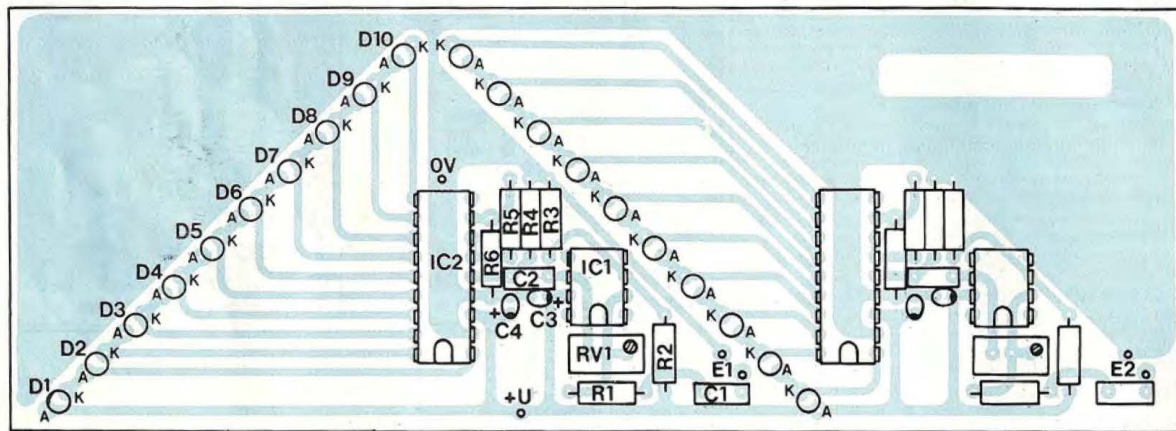 D10 K K
A A
D9 K K
A A
D8 K K
A A
D7 K K
A A
0V
D6 K K
A A
R5 R4 R3
D5 K K
A A
IC2 R6 IC1
D4 K K
A C2 A
D3 K + C4 C3 + K
A A
D2 K RV1 R2 E1 K E2
A A
D1 K +U R1 C1 K
A A